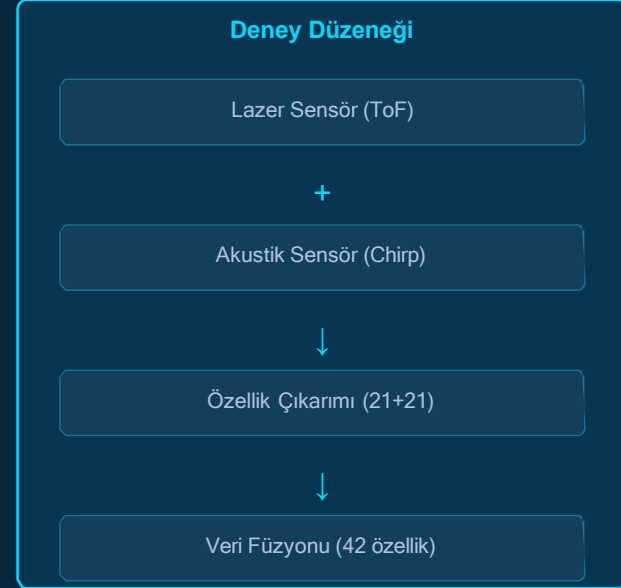 Deney Düzeneği
Lazer Sensör (ToF)
+
Akustik Sensör (Chirp)
↓
Özellik Çıkarımı (21+21)
↓
Veri Füzyonu (42 özellik)